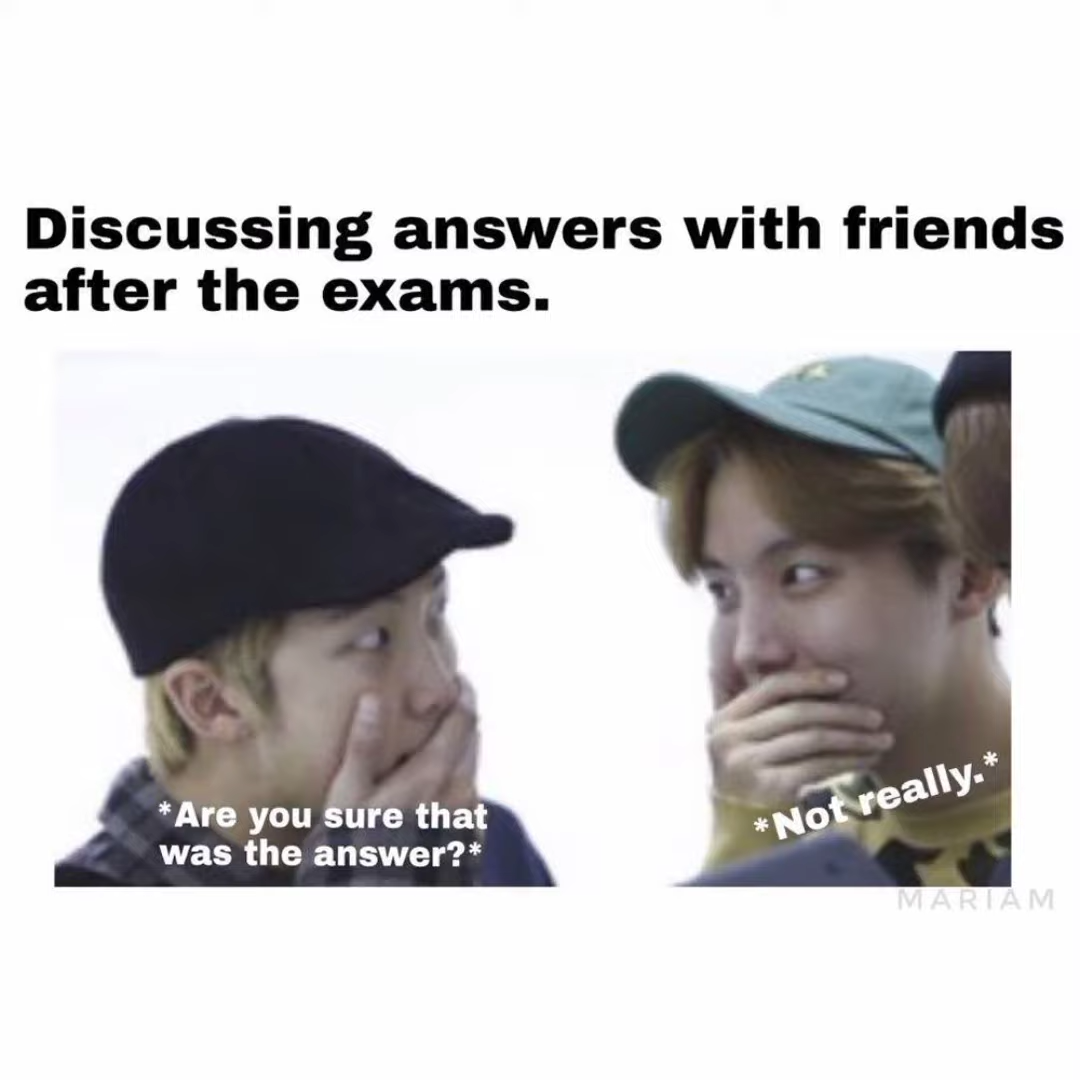 Discussing answers with friends
after the exams.
*Are you sure that
was the answer?*
*Not really.*
MARIAM